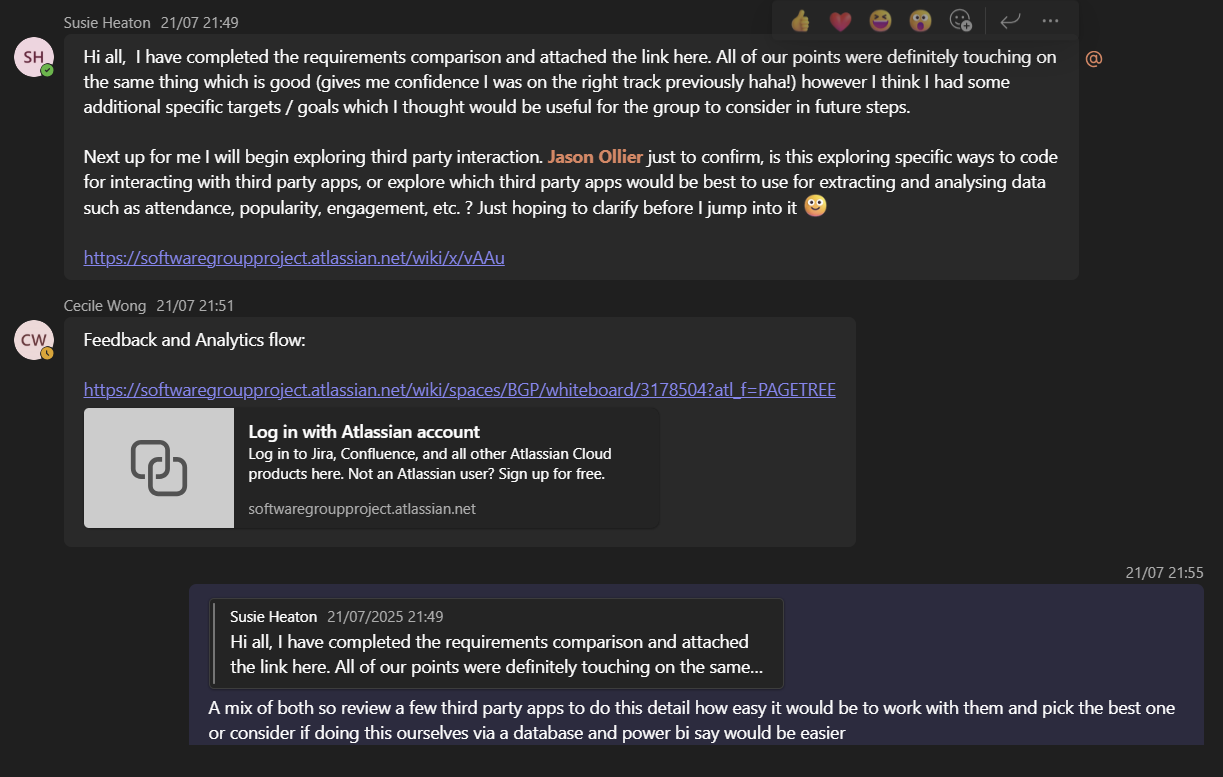 Susie Heaton 21/07 21:49
SH
Hi all,  I have completed the requirements comparison and attached the link here. All of our points were definitely touching on
the same thing which is good (gives me confidence I was on the right track previously haha!) however I think I had some
additional specific targets / goals which I thought would be useful for the group to consider in future steps.
@
Next up for me I will begin exploring third party interaction. Jason Ollier just to confirm, is this exploring specific ways to code
for interacting with third party apps, or explore which third party apps would be best to use for extracting and analysing data
such as attendance, popularity, engagement, etc. ? Just hoping to clarify before I jump into it 🙂
https://softwaregroupproject.atlassian.net/wiki/x/vAAu
Cecile Wong 21/07 21:51
CW
Feedback and Analytics flow:
https://softwaregroupproject.atlassian.net/wiki/spaces/BGP/whiteboard/3178504?atl_f=PAGETREE
Log in with Atlassian account
Log in to Jira, Confluence, and all other Atlassian Cloud
products here. Not an Atlassian user? Sign up for free.
softwaregroupproject.atlassian.net
21/07 21:55
Susie Heaton 21/07/2025 21:49
Hi all, I have completed the requirements comparison and attached
the link here. All of our points were definitely touching on the same...
A mix of both so review a few third party apps to do this detail how easy it would be to work with them and pick the best one
or consider if doing this ourselves via a database and power bi say would be easier